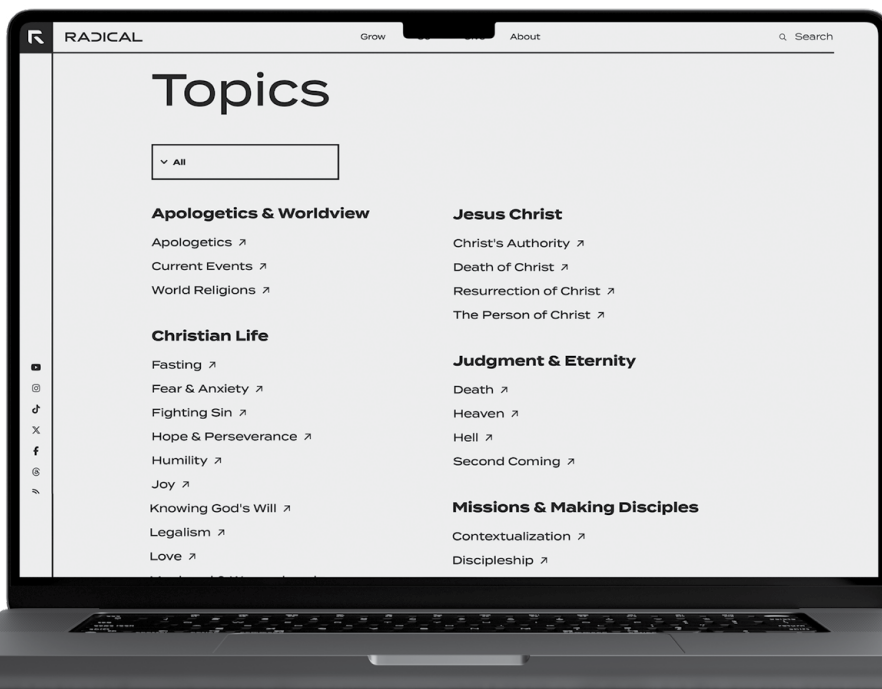 RADICAL
Grow
About
Search
Topics
All
Apologetics & Worldview
Apologetics
Current Events
World Religions
Christian Life
Fasting
Fear & Anxiety
Fighting Sin
Hope & Perseverance
Humility
Joy
Knowing God's Will
Legalism
Love
Jesus Christ
Christ's Authority
Death of Christ
Resurrection of Christ
The Person of Christ
Judgment & Eternity
Death
Heaven
Hell
Second Coming
Missions & Making Disciples
Contextualization
Discipleship